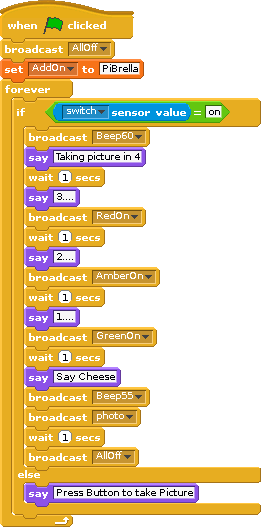 when clicked
broadcast AllOff
set AddOn to PiBrella
forever
if switch sensor value = on
broadcast Beep60
say Taking picture in 4
wait 1 secs
say 3....
broadcast RedOn
wait 1 secs
say 2....
broadcast AmberOn
wait 1 secs
say 1....
broadcast GreenOn
wait 1 secs
say Say Cheese
broadcast Beep55
broadcast photo
wait 1 secs
broadcast AllOff
else
say Press Button to take Picture